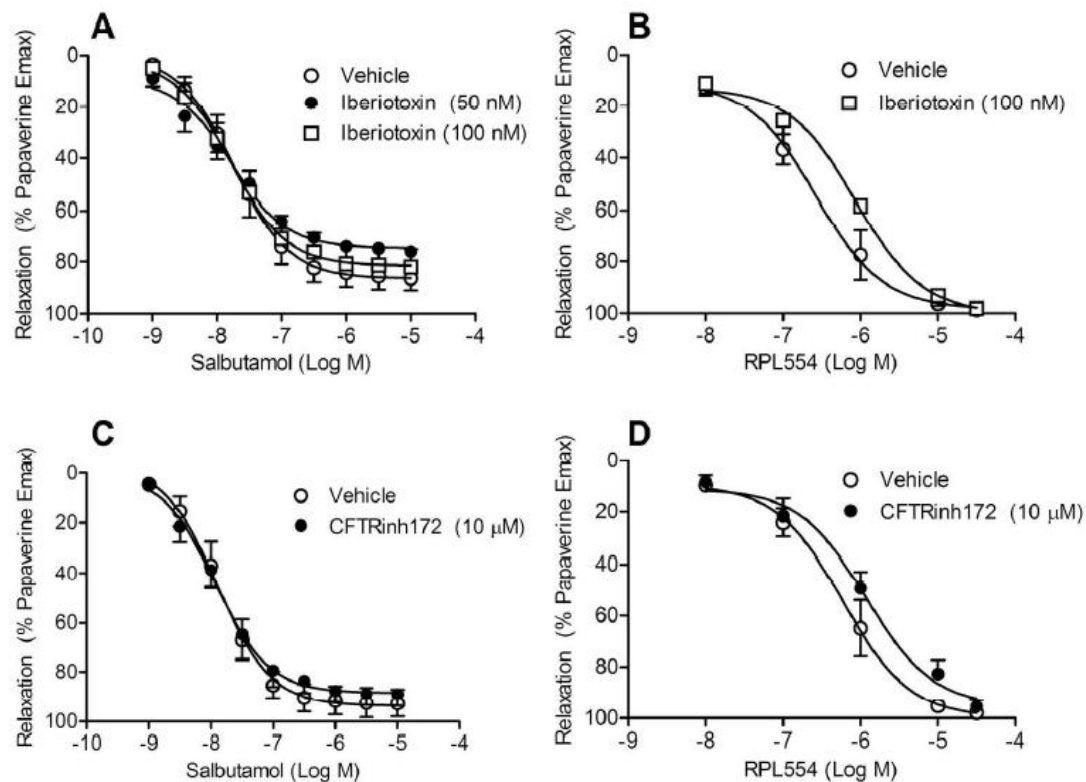 A
Relaxation (% Papaverine Emax)
0
20
40
60
80
100
Vehicle
Iberiotoxin (50 nM)
Iberiotoxin (100 nM)
-10 -9 -8 -7 -6 -5 -4
Salbutamol (Log M)
B
Relaxation (% Papaverine Emax)
0
20
40
60
80
100
Vehicle
Iberiotoxin (100 nM)
-9 -8 -7 -6 -5 -4
RPL554 (Log M)
C
Relaxation (% Papaverine Emax)
0
20
40
60
80
100
Vehicle
CFTRinh172 (10 μM)
-10 -9 -8 -7 -6 -5 -4
Salbutamol (Log M)
D
Relaxation (% Papaverine Emax)
0
20
40
60
80
100
Vehicle
CFTRinh172 (10 μM)
-9 -8 -7 -6 -5 -4
RPL554 (Log M)